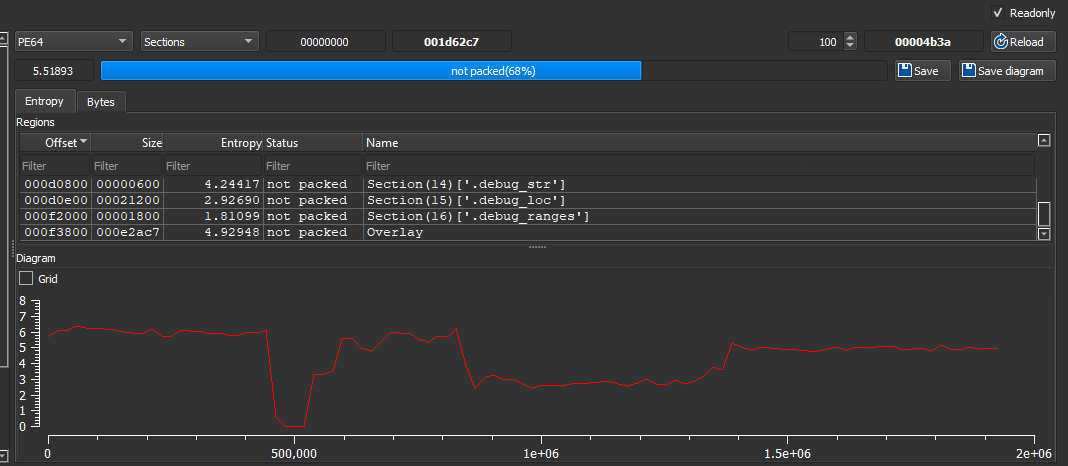 Readonly
PE64 Sections 00000000 001d62c7 100 00004b3a Reload
5.51893 not packed(68%) Save Save diagram
Entropy Bytes
Regions
Offset Size Entropy Status Name
Filter Filter Filter Filter Filter
000d0800 00000600 4.24417 not packed Section(14)['.debug_str']
000d0e00 00021200 2.92690 not packed Section(15)['.debug_loc']
000f2000 00001800 1.81099 not packed Section(16)['.debug_ranges']
000f3800 000e2ac7 4.92948 not packed Overlay
Diagram
Grid
8
7
6
5
4
3
2
1
0
0 500,000 1e+06 1.5e+06 2e+06